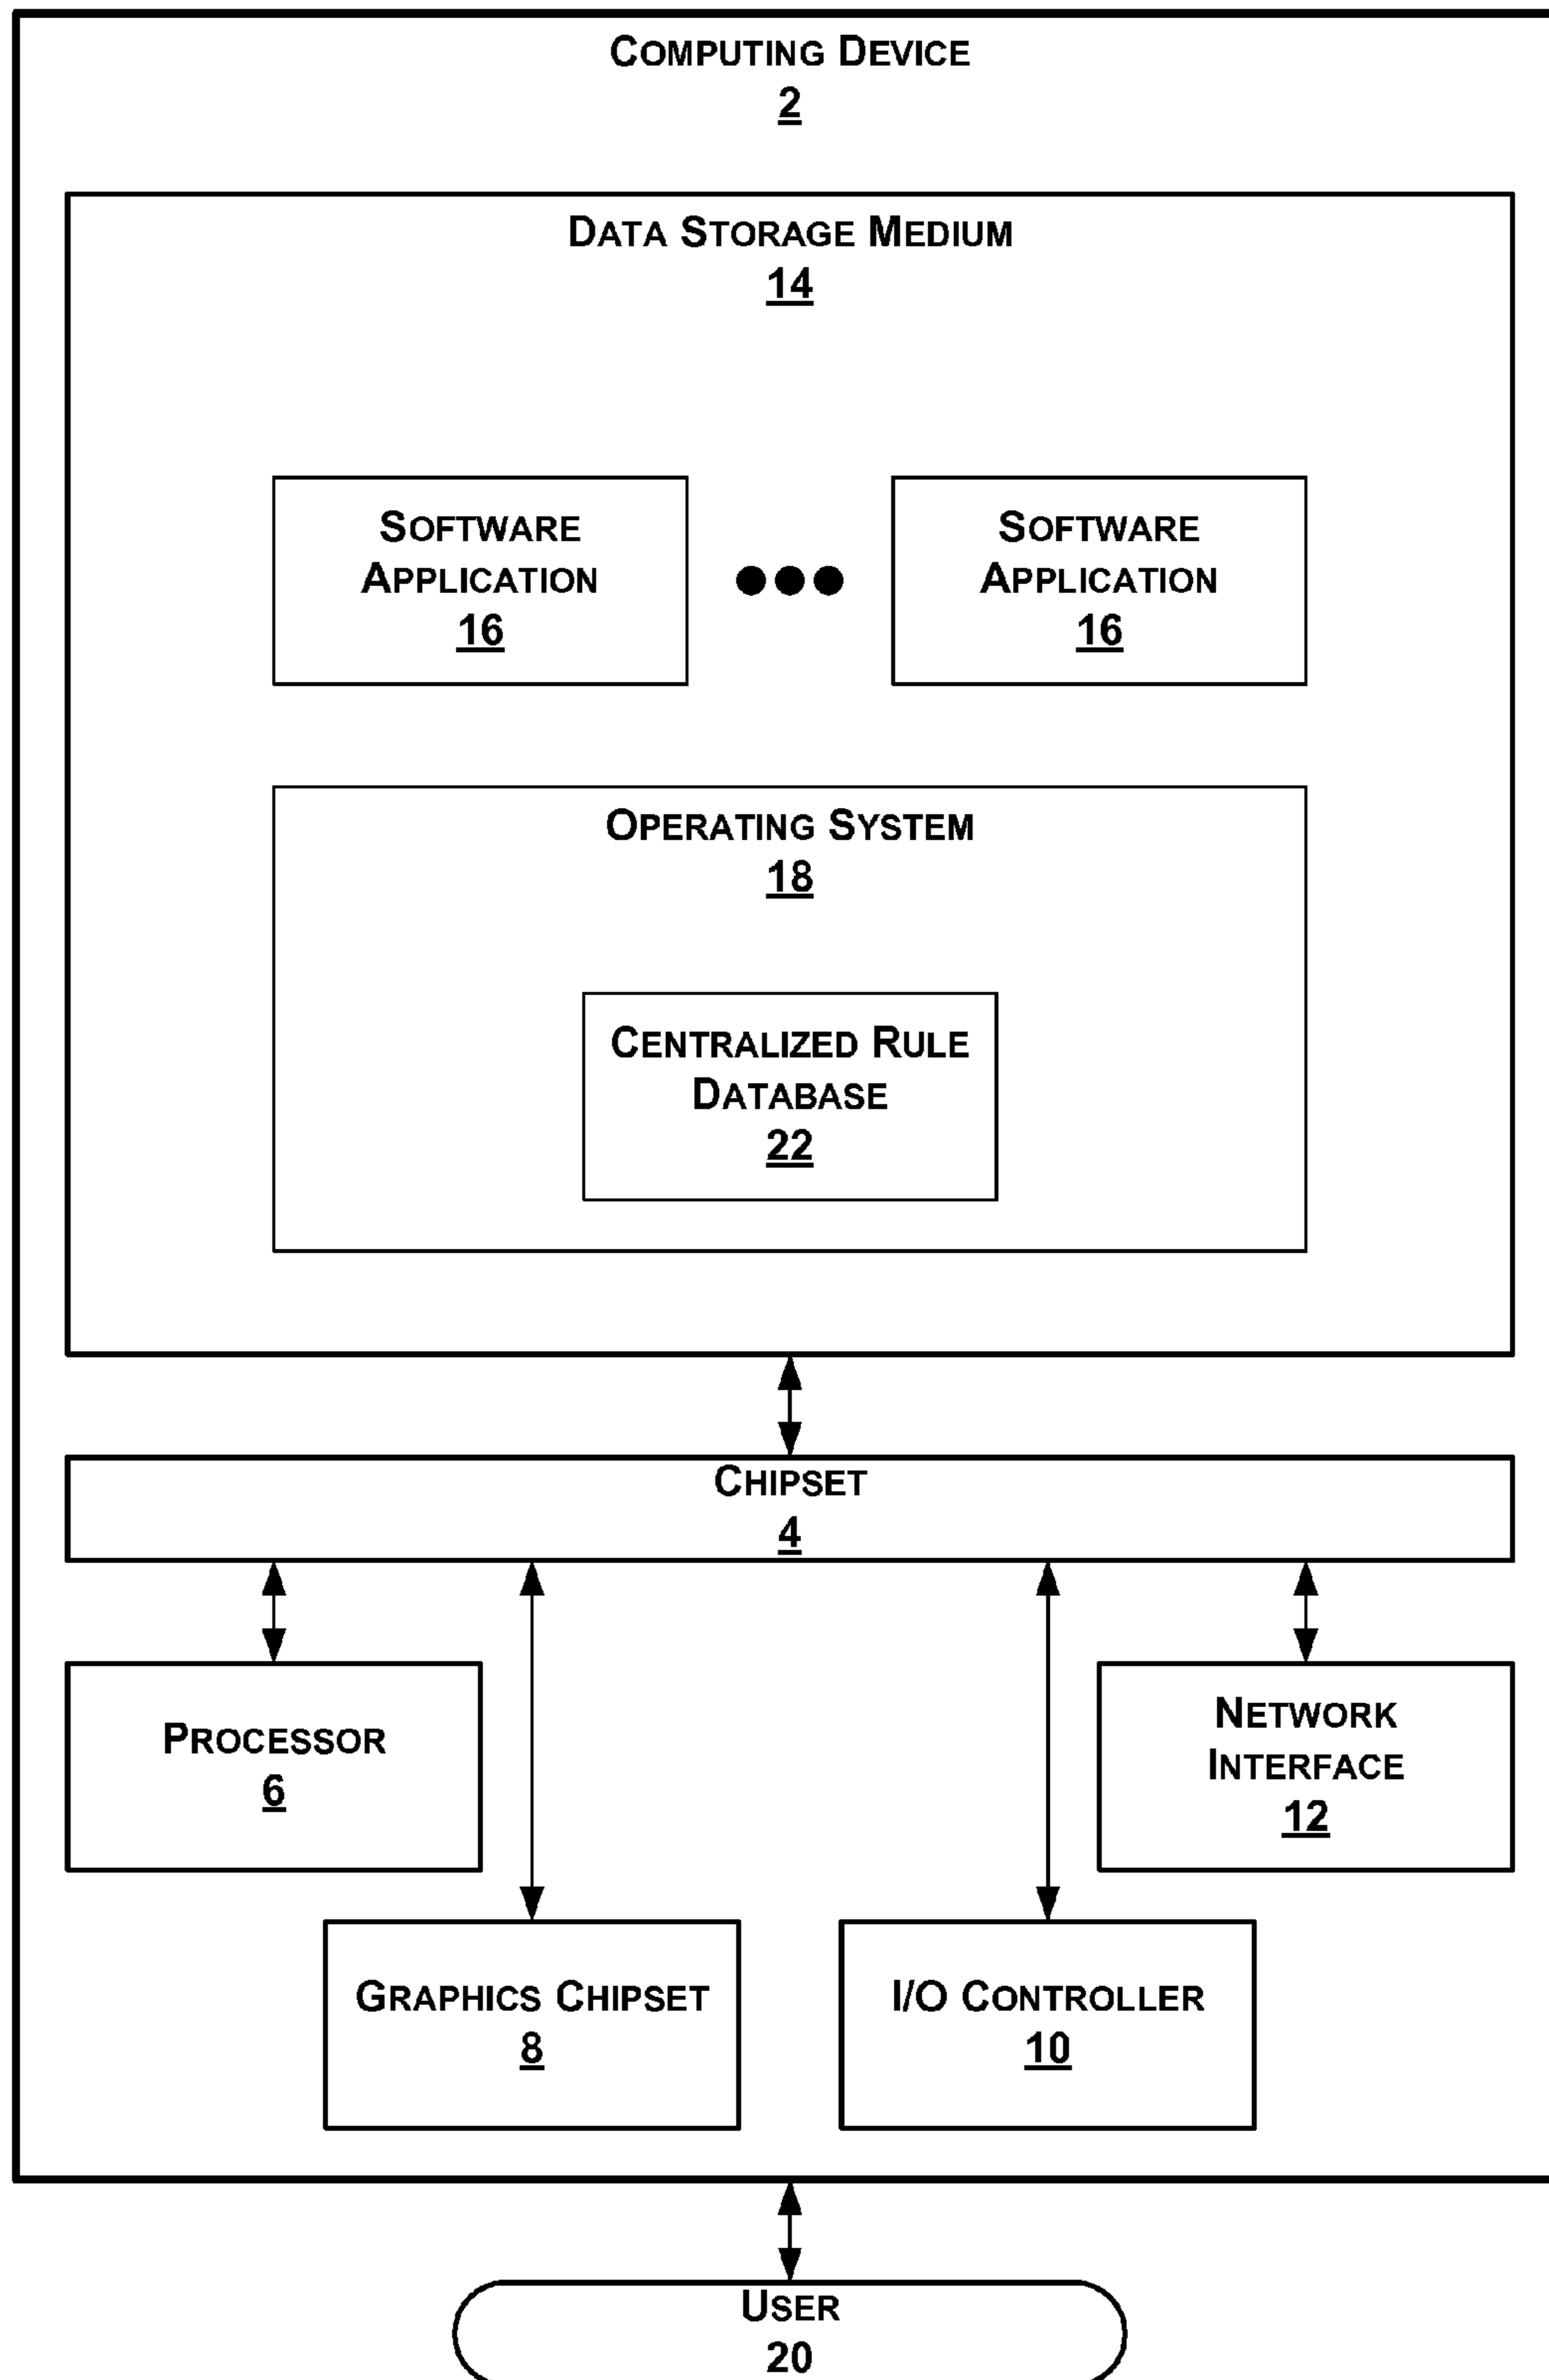 COMPUTING DEVICE
2
DATA STORAGE MEDIUM
14
SOFTWARE
APPLICATION
16
SOFTWARE
APPLICATION
16
OPERATING SYSTEM
18
CENTRALIZED RULE
DATABASE
22
CHIPSET
4
PROCESSOR
6
NETWORK
INTERFACE
12
GRAPHICS CHIPSET
8
I/O CONTROLLER
10
USER
20